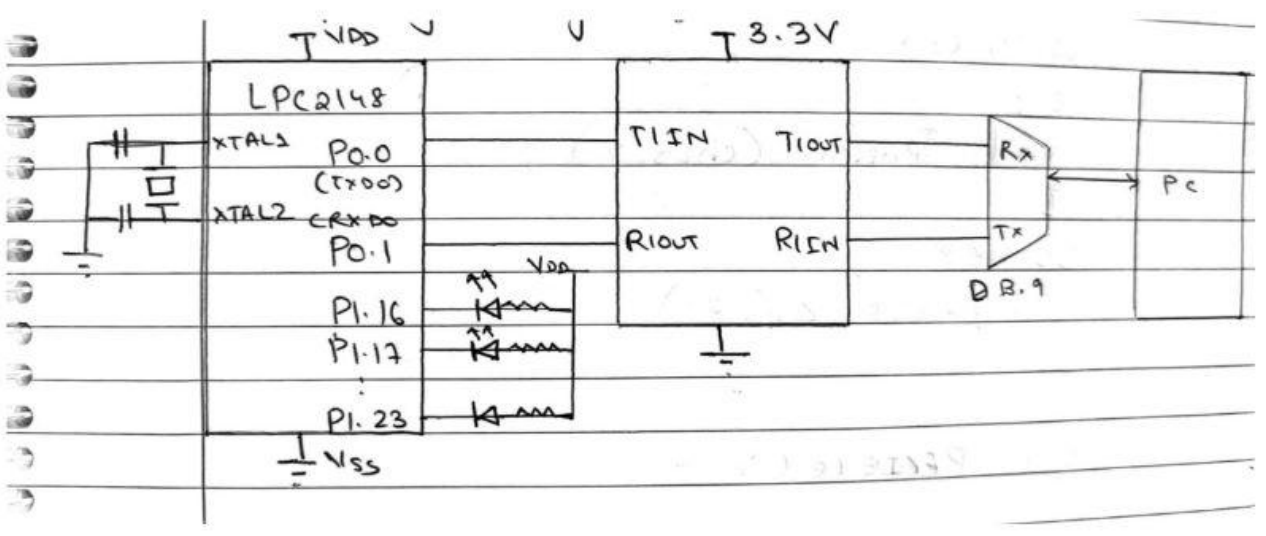 VDD
3.3V
LPC2148
XTAL1
P0.0
(TXD0)
XTAL2
(RXD0
P0.1
P1.16
P1.17
⋮
P1.23
VSS
VDD
T1IN
T1OUT
R1OUT
R1IN
Rx
Tx
DB.9
PC